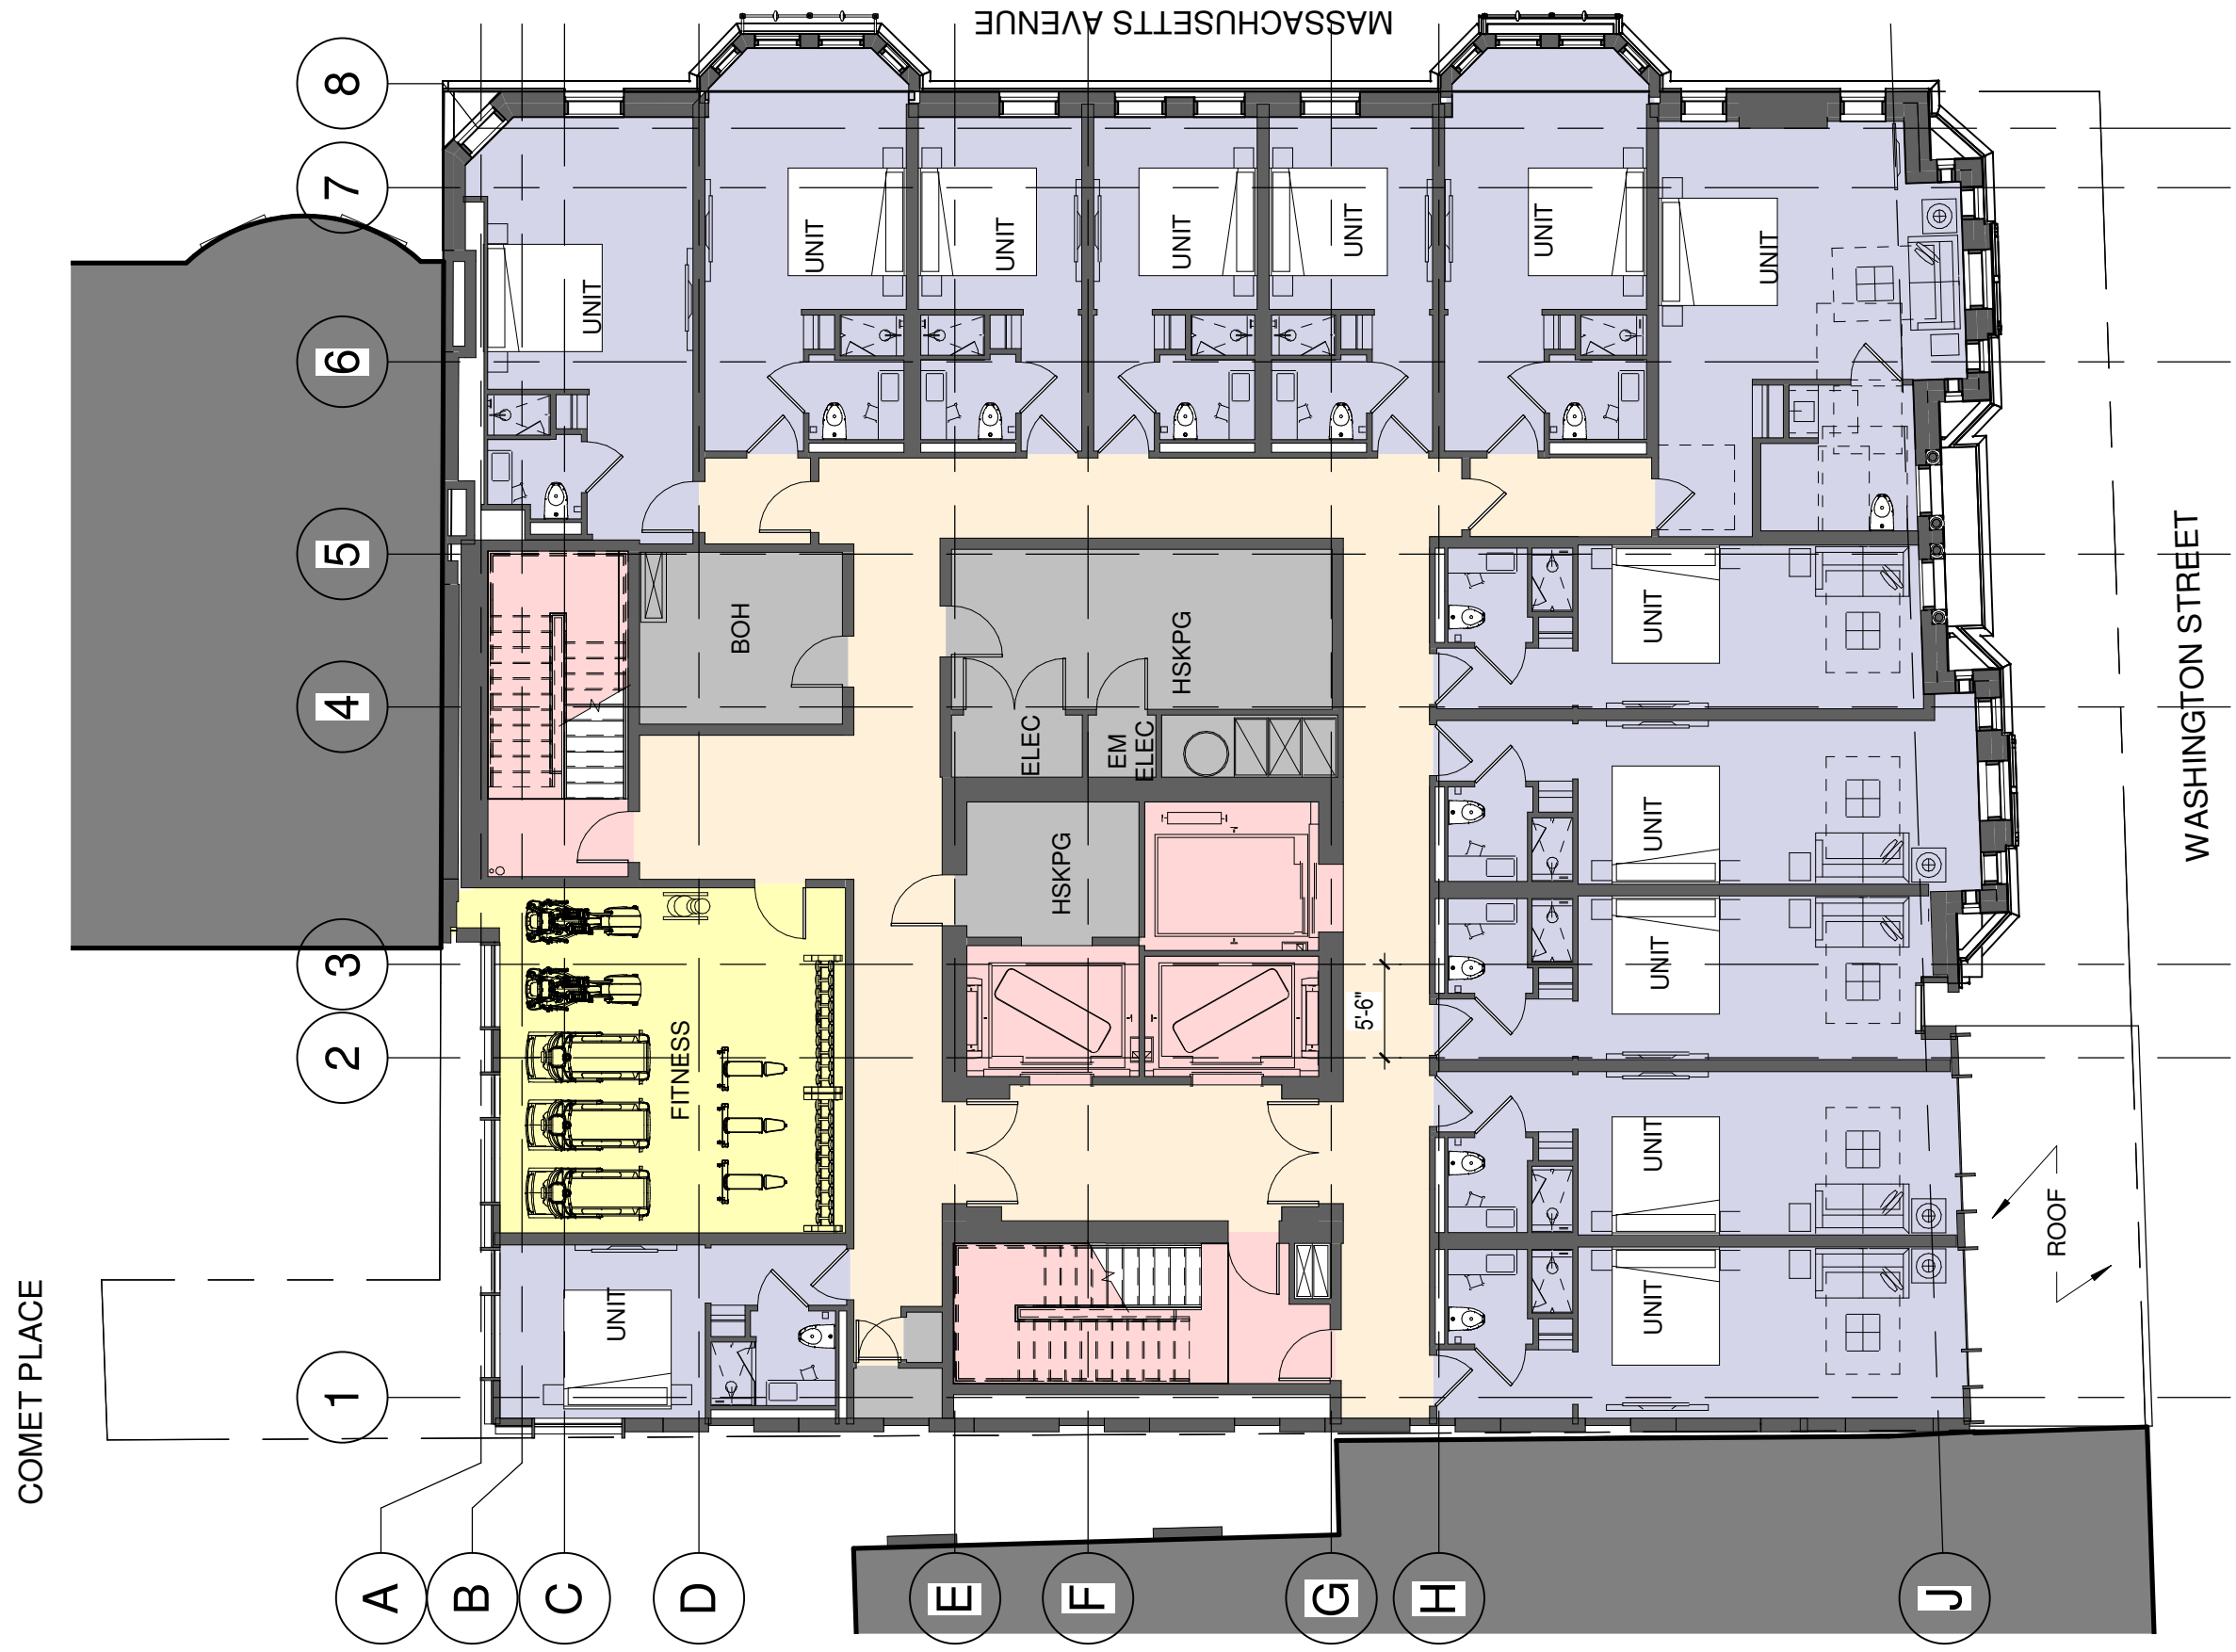 MASSACHUSETTS AVENUE
8
7
6
5
4
3
2
1
UNIT
UNIT
UNIT
UNIT
UNIT
UNIT
UNIT
BOH
HSKPG
ELEC
EM
ELEC
HSKPG
UNIT
UNIT
UNIT
UNIT
UNIT
5'-6"
FITNESS
UNIT
WASHINGTON STREET
ROOF
COMET PLACE
A
B
C
D
E
F
G
H
J